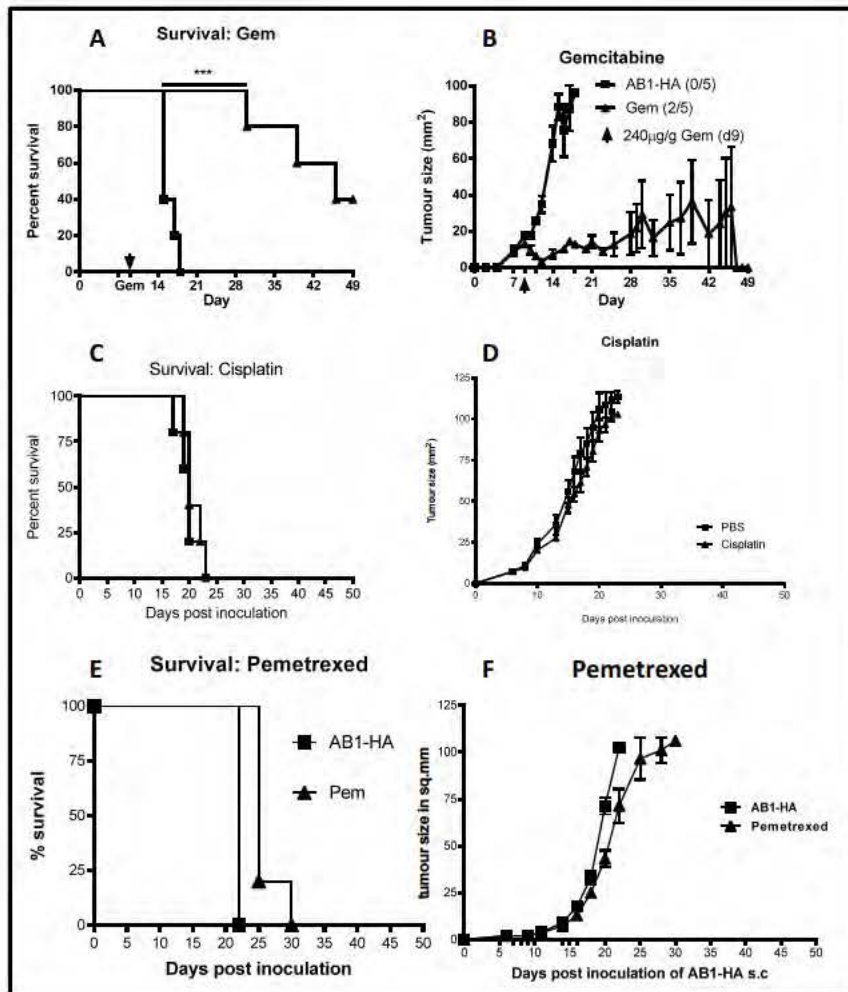 A
Survival: Gem
Percent survival
100
80
60
40
20
0
***
0
Gem
14
21
28
35
42
49
Day
B
Gemcitabine
AB1-HA (0/5)
Gem (2/5)
240µg/g Gem (d9)
Tumour size (mm²)
100
80
60
40
20
0
0
7
14
21
28
35
42
49
Day
C
Survival: Cisplatin
Percent survival
100
75
50
25
0
0 5 10 15 20 25 30 35 40 45 50
Days post inoculation
D
Cisplatin
Tumour size (mm²)
125
100
75
50
25
0
0 10 20 30 40 50
PBS
Cisplatin
Days post inoculation
E
Survival: Pemetrexed
% survival
100
75
50
25
0
AB1-HA
Pem
0 5 10 15 20 25 30 35 40 45 50
Days post inoculation
F
Pemetrexed
tumour size in sq.mm
125
100
75
50
25
0
AB1-HA
Pemetrexed
0 5 10 15 20 25 30 35 40 45 50
Days post inoculation of AB1-HA s.c